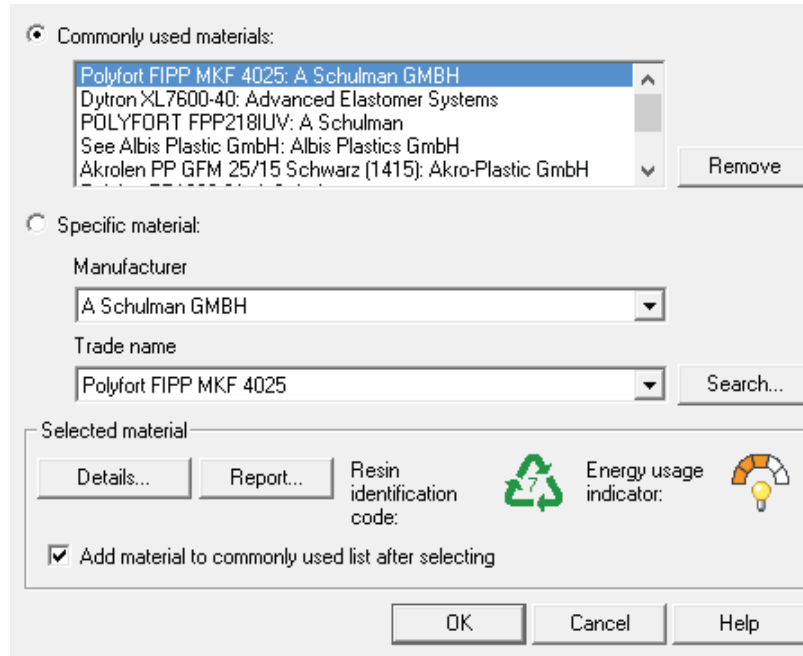 Commonly used materials:
Polyfort FIPP MKF 4025: A Schulman GMBH
Dytron XL7600-40: Advanced Elastomer Systems
POLYFORT FPP218IUV: A Schulman
See Albis Plastic GmbH: Albis Plastics GmbH
Akrolen PP GFM 25/15 Schwarz (1415): Akro-Plastic GmbH
Remove
Specific material:
Manufacturer
A Schulman GMBH
Trade name
Polyfort FIPP MKF 4025
Search...
Selected material
Details...
Report...
Resin
identification
code:
7
Energy usage
indicator:
Add material to commonly used list after selecting
OK
Cancel
Help